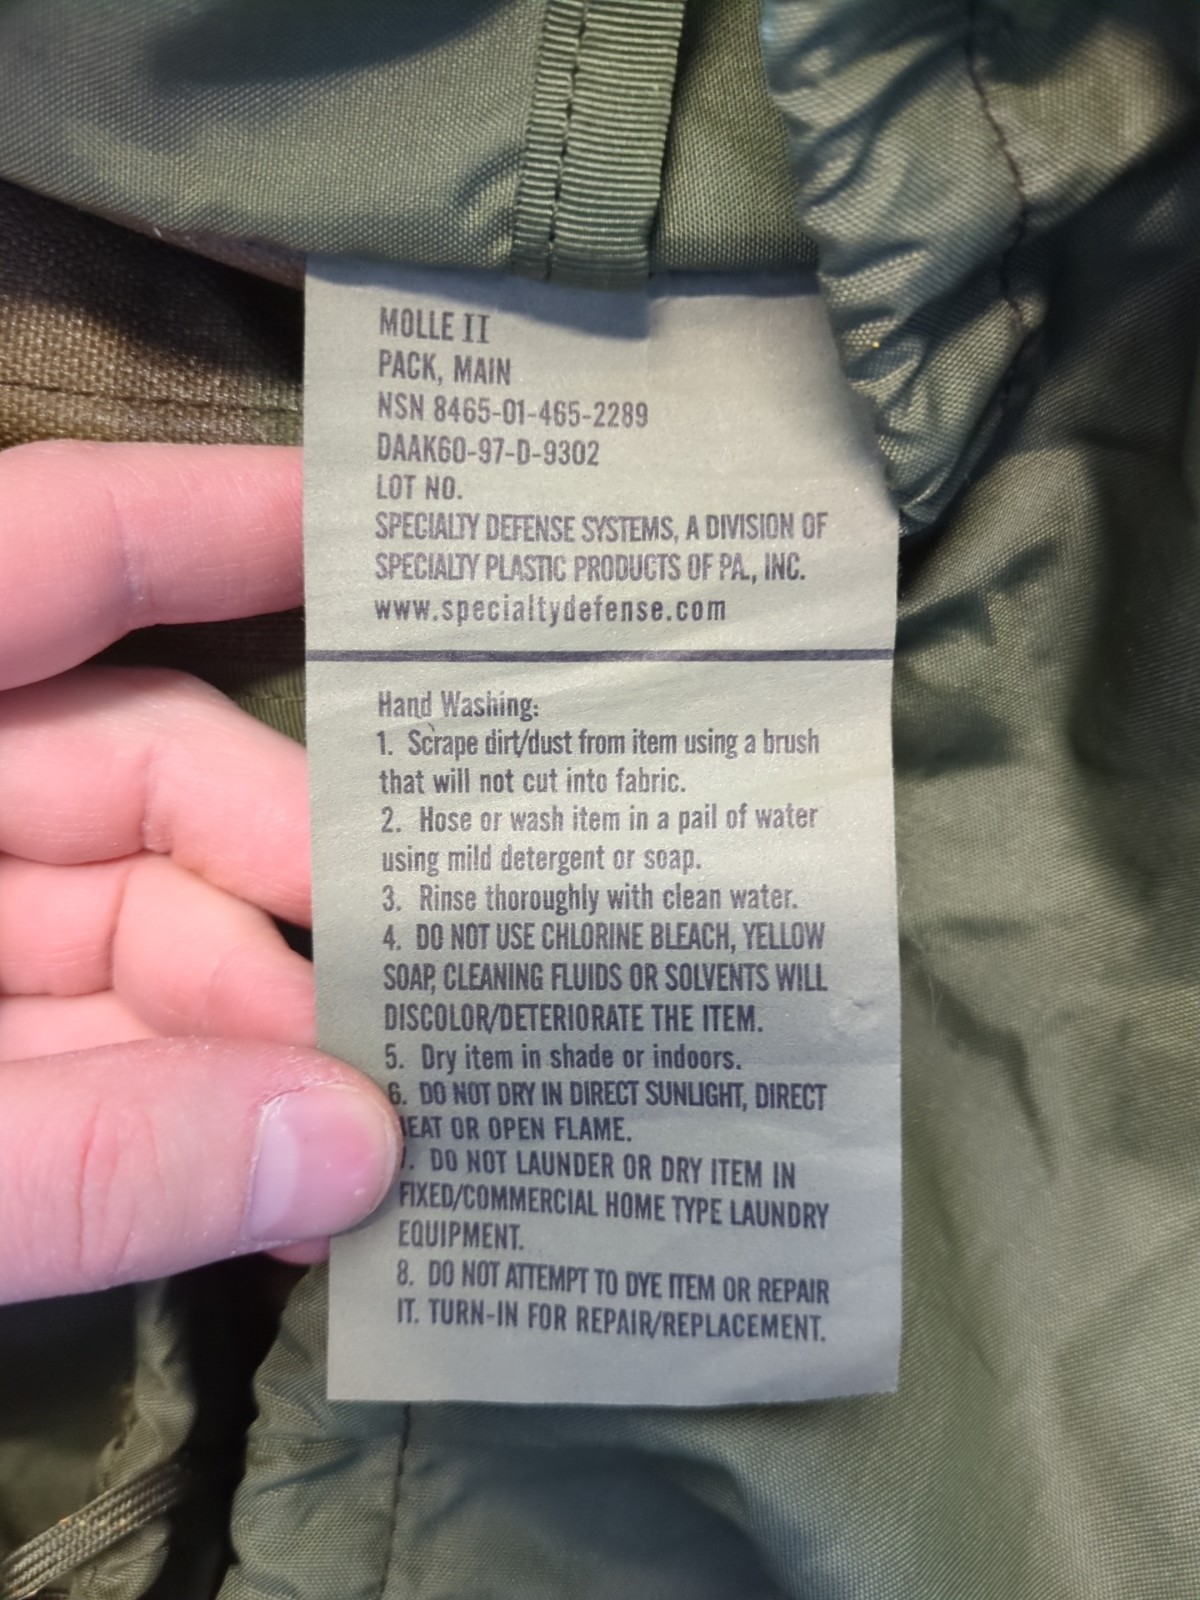 MOLLE II
PACK, MAIN
NSN 8465-01-465-2289
DAAK60-97-D-9302
LOT NO.
SPECIALTY DEFENSE SYSTEMS, A DIVISION OF
SPECIALTY PLASTIC PRODUCTS OF PA., INC.
www.specialtydefense.com
Hand Washing:
1. Scrape dirt/dust from item using a brush
that will not cut into fabric.
2. Hose or wash item in a pail of water
using mild detergent or soap.
3. Rinse thoroughly with clean water.
4. DO NOT USE CHLORINE BLEACH, YELLOW
SOAP, CLEANING FLUIDS OR SOLVENTS WILL
DISCOLOR/DETERIORATE THE ITEM.
5. Dry item in shade or indoors.
6. DO NOT DRY IN DIRECT SUNLIGHT, DIRECT
HEAT OR OPEN FLAME.
7. DO NOT LAUNDER OR DRY ITEM IN
FIXED/COMMERCIAL HOME TYPE LAUNDRY
EQUIPMENT.
8. DO NOT ATTEMPT TO DYE ITEM OR REPAIR
IT. TURN-IN FOR REPAIR/REPLACEMENT.